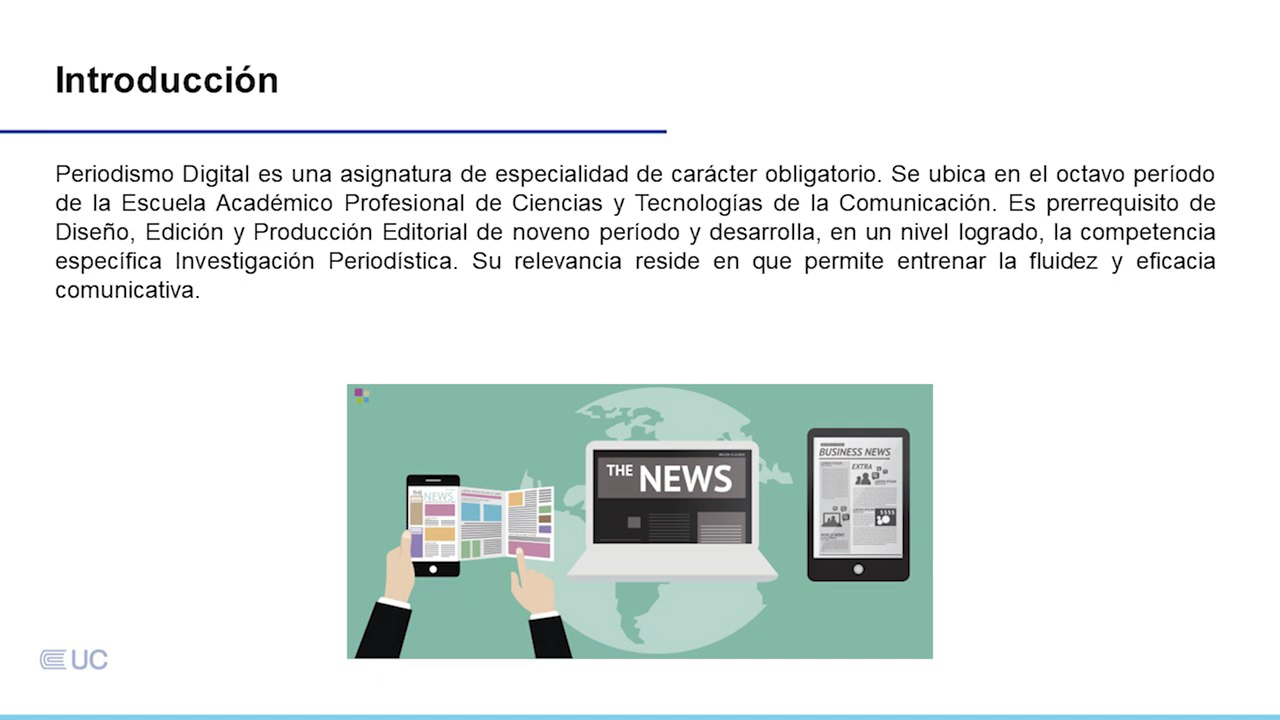 Introducción
Periodismo Digital es una asignatura de especialidad de carácter obligatorio. Se ubica en el octavo período
de la Escuela Académico Profesional de Ciencias y Tecnologías de la Comunicación. Es prerrequisito de
Diseño, Edición y Producción Editorial de noveno período y desarrolla, en un nivel logrado, la competencia
específica Investigación Periodística. Su relevancia reside en que permite entrenar la fluidez y eficacia
comunicativa.
THE NEWS
THE NEWS
BUSINESS NEWS
EXTRA
$$$$
UC